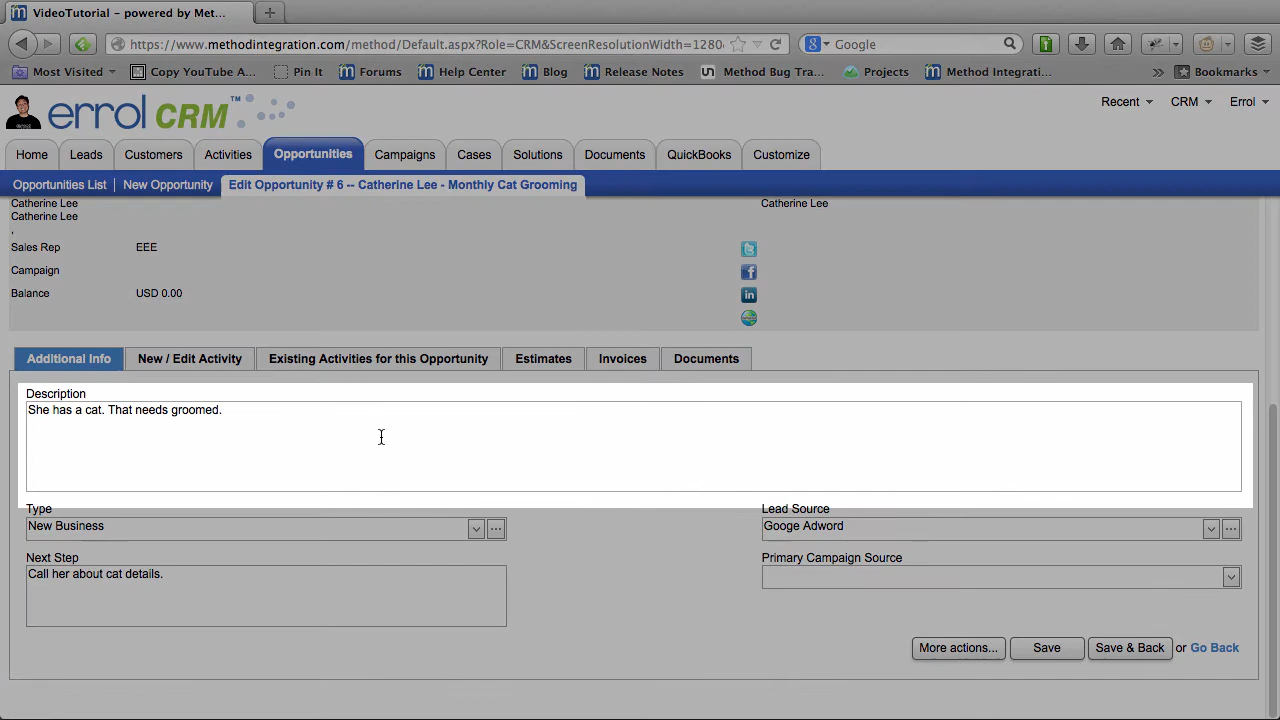 VideoTutorial - powered by Met...
https://www.methodintegration.com/method/Default.aspx?Role=CRM&ScreenResolutionWidth=1280
Google
Most Visited
Copy YouTube A...
Pin It
Forums
Help Center
Blog
Release Notes
Method Bug Tra...
Projects
Method Integrati...
Bookmarks
errol CRM™
Recent
CRM
Errol
Home
Leads
Customers
Activities
Opportunities
Campaigns
Cases
Solutions
Documents
QuickBooks
Customize
Opportunities List
New Opportunity
Edit Opportunity # 6 -- Catherine Lee - Monthly Cat Grooming
Catherine Lee
Catherine Lee
Catherine Lee
,
Sales Rep EEE
Campaign
Balance USD 0.00
Additional Info
New / Edit Activity
Existing Activities for this Opportunity
Estimates
Invoices
Documents
Description
She has a cat. That needs groomed.
Type
New Business
Lead Source
Googe Adword
Next Step
Call her about cat details.
Primary Campaign Source
More actions...
Save
Save & Back
or Go Back